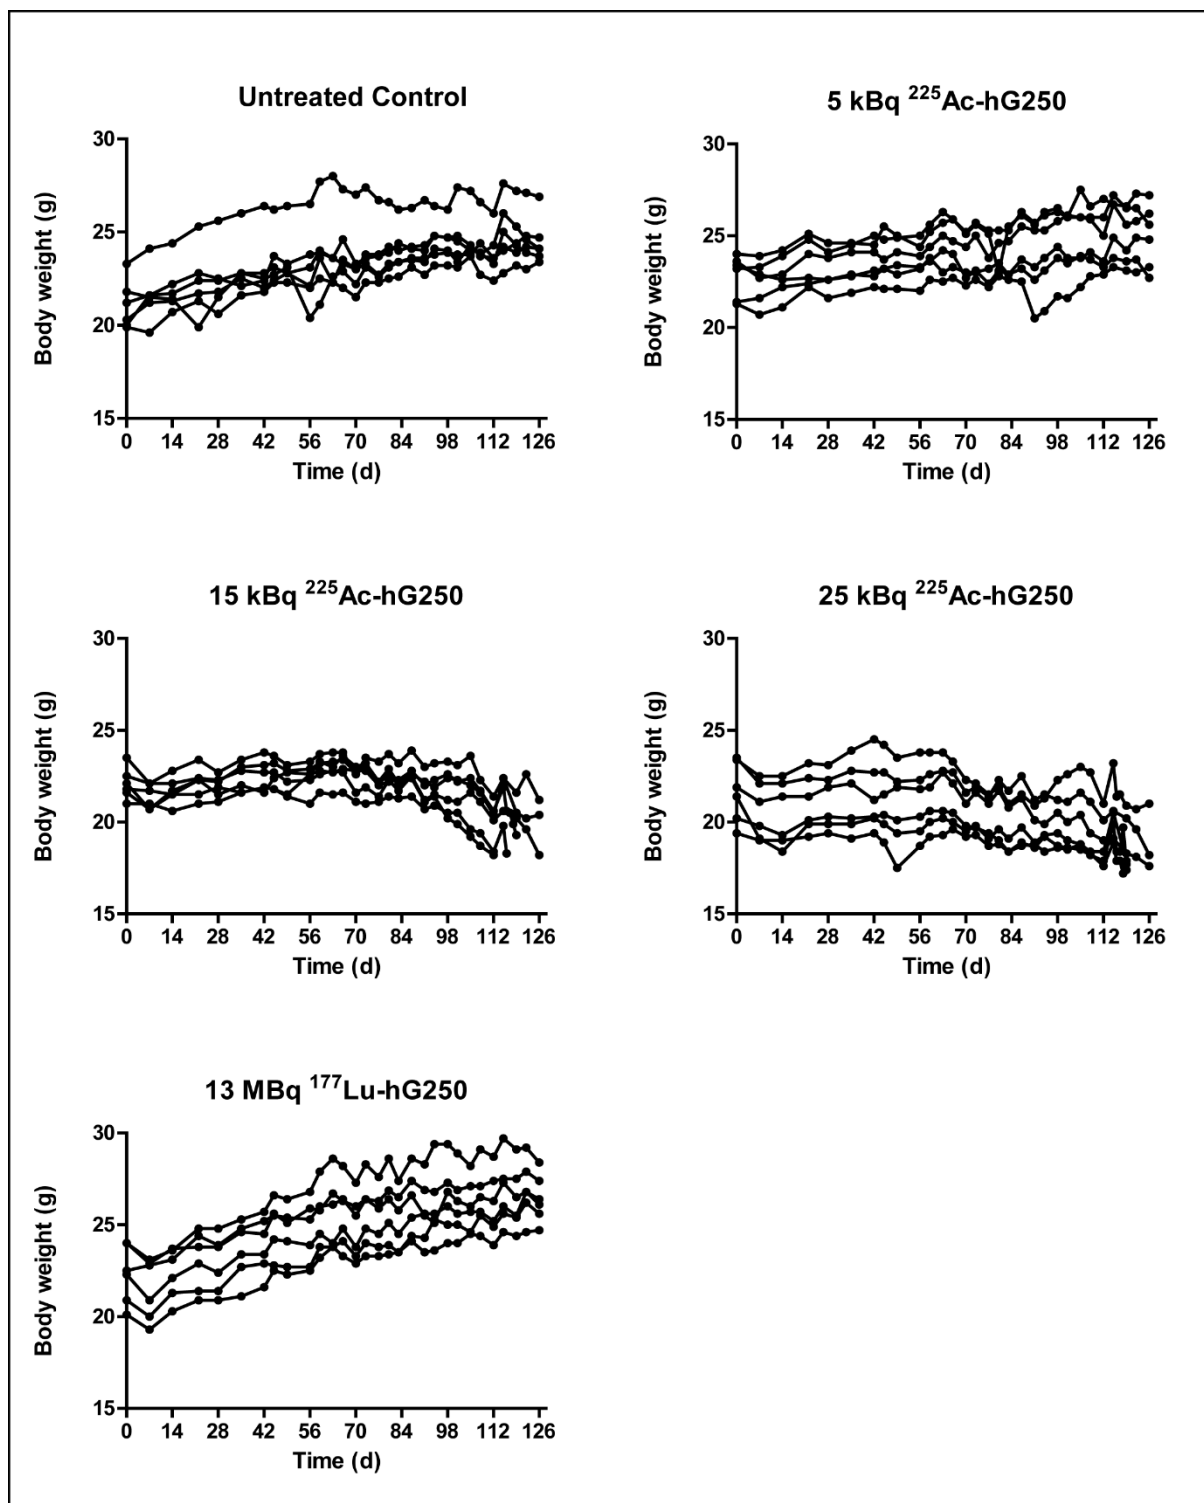 Untreated Control
30
25
20
15
Body weight (g)
0 14 28 42 56 70 84 98 112 126
Time (d)
5 kBq ²²⁵Ac-hG250
30
25
20
15
Body weight (g)
0 14 28 42 56 70 84 98 112 126
Time (d)
15 kBq ²²⁵Ac-hG250
30
25
20
15
Body weight (g)
0 14 28 42 56 70 84 98 112 126
Time (d)
25 kBq ²²⁵Ac-hG250
30
25
20
15
Body weight (g)
0 14 28 42 56 70 84 98 112 126
Time (d)
13 MBq ¹⁷⁷Lu-hG250
30
25
20
15
Body weight (g)
0 14 28 42 56 70 84 98 112 126
Time (d)